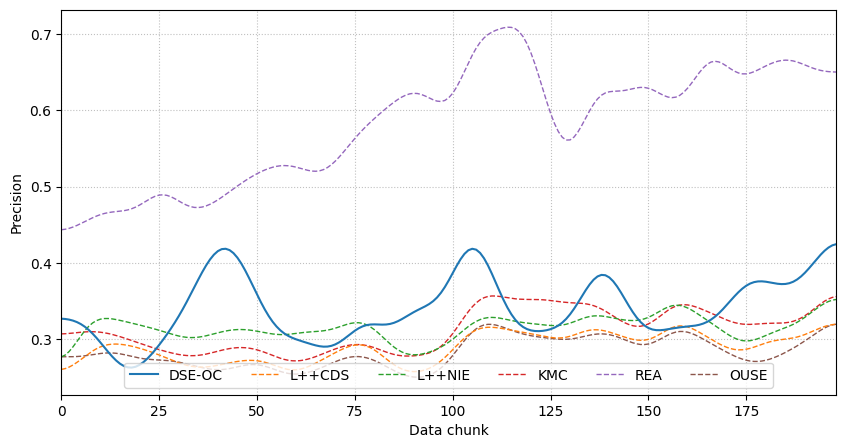 0.7
0.6
0.5
0.4
0.3
Precision
DSE-OC L++CDS L++NIE KMC REA OUSE
0 25 50 75 100 125 150 175
Data chunk